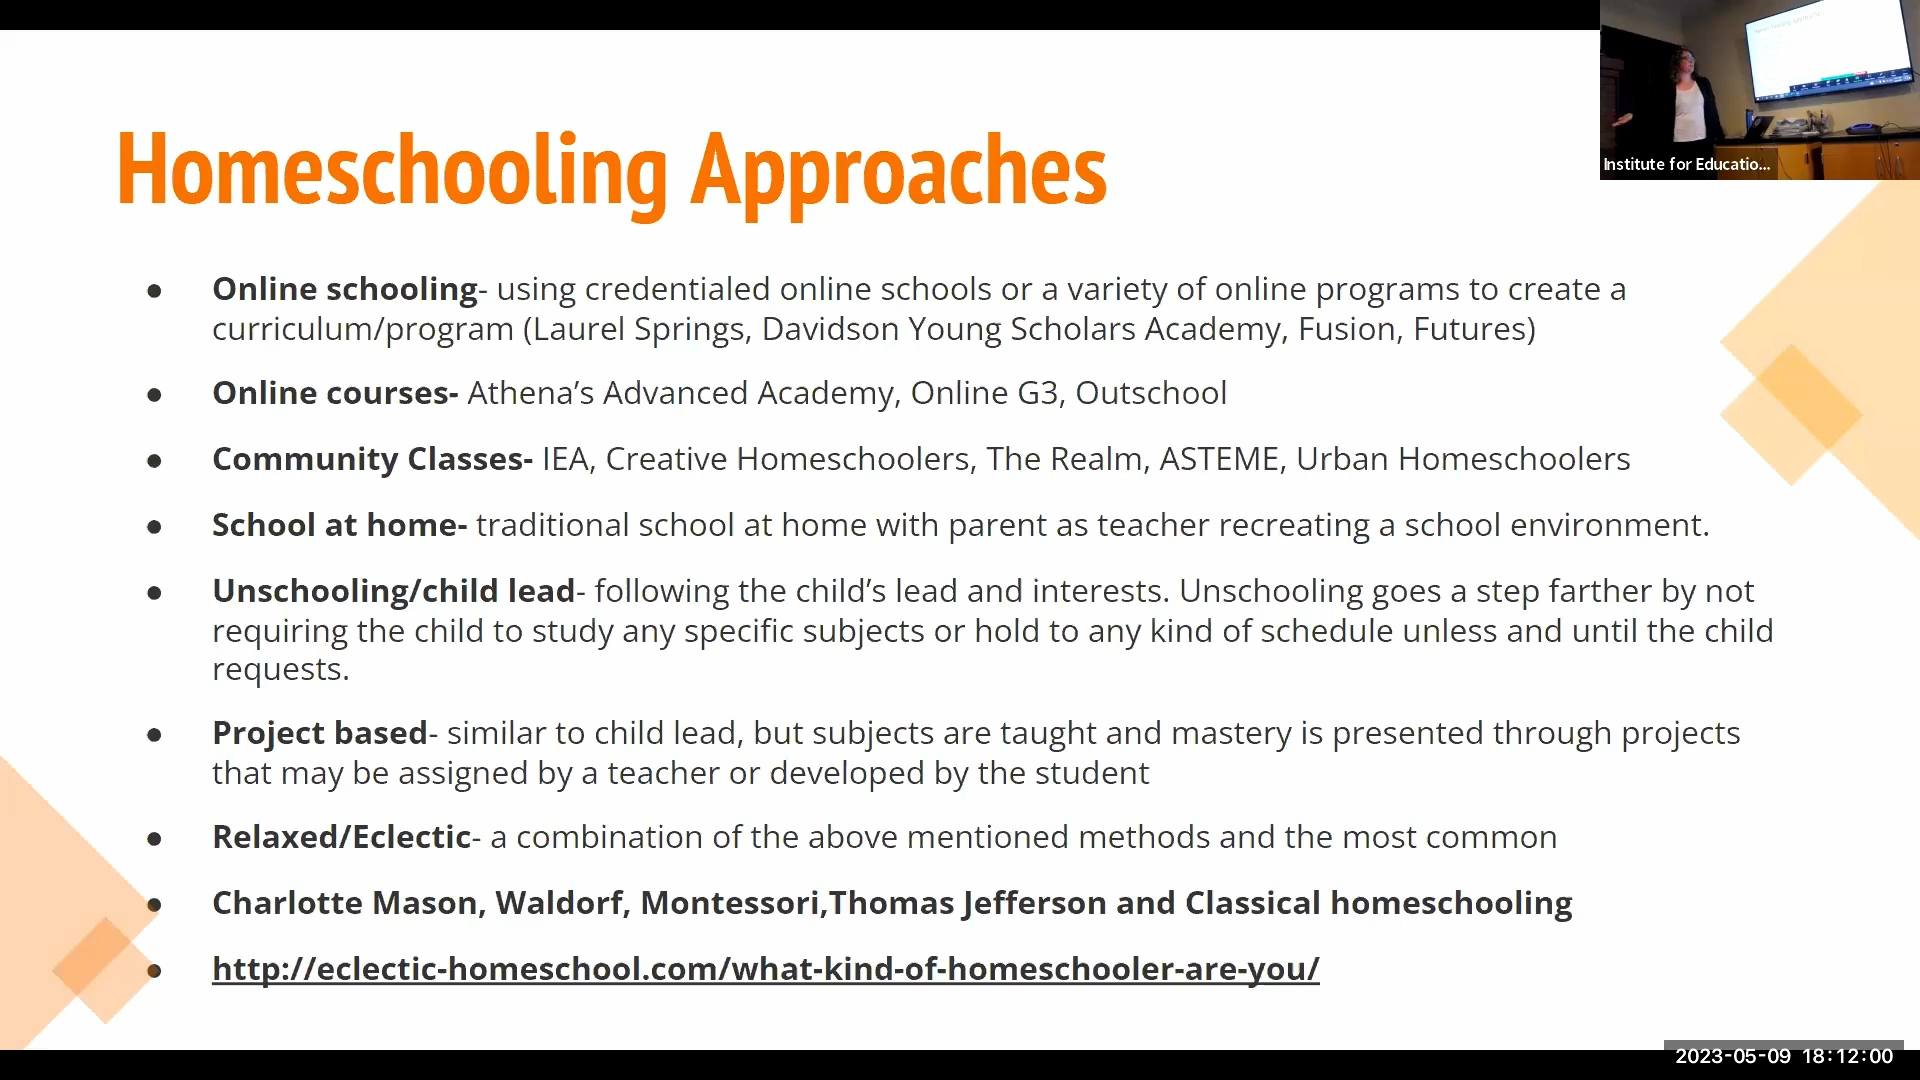 Homeschooling Approaches
Institute for Educatio...
● Online schooling- using credentialed online schools or a variety of online programs to create a
curriculum/program (Laurel Springs, Davidson Young Scholars Academy, Fusion, Futures)
● Online courses- Athena’s Advanced Academy, Online G3, Outschool
● Community Classes- IEA, Creative Homeschoolers, The Realm, ASTEME, Urban Homeschoolers
● School at home- traditional school at home with parent as teacher recreating a school environment.
● Unschooling/child lead- following the child’s lead and interests. Unschooling goes a step farther by not
requiring the child to study any specific subjects or hold to any kind of schedule unless and until the child
requests.
● Project based- similar to child lead, but subjects are taught and mastery is presented through projects
that may be assigned by a teacher or developed by the student
● Relaxed/Eclectic- a combination of the above mentioned methods and the most common
● Charlotte Mason, Waldorf, Montessori,Thomas Jefferson and Classical homeschooling
● http://eclectic-homeschool.com/what-kind-of-homeschooler-are-you/
2023-05-09 18:12:00